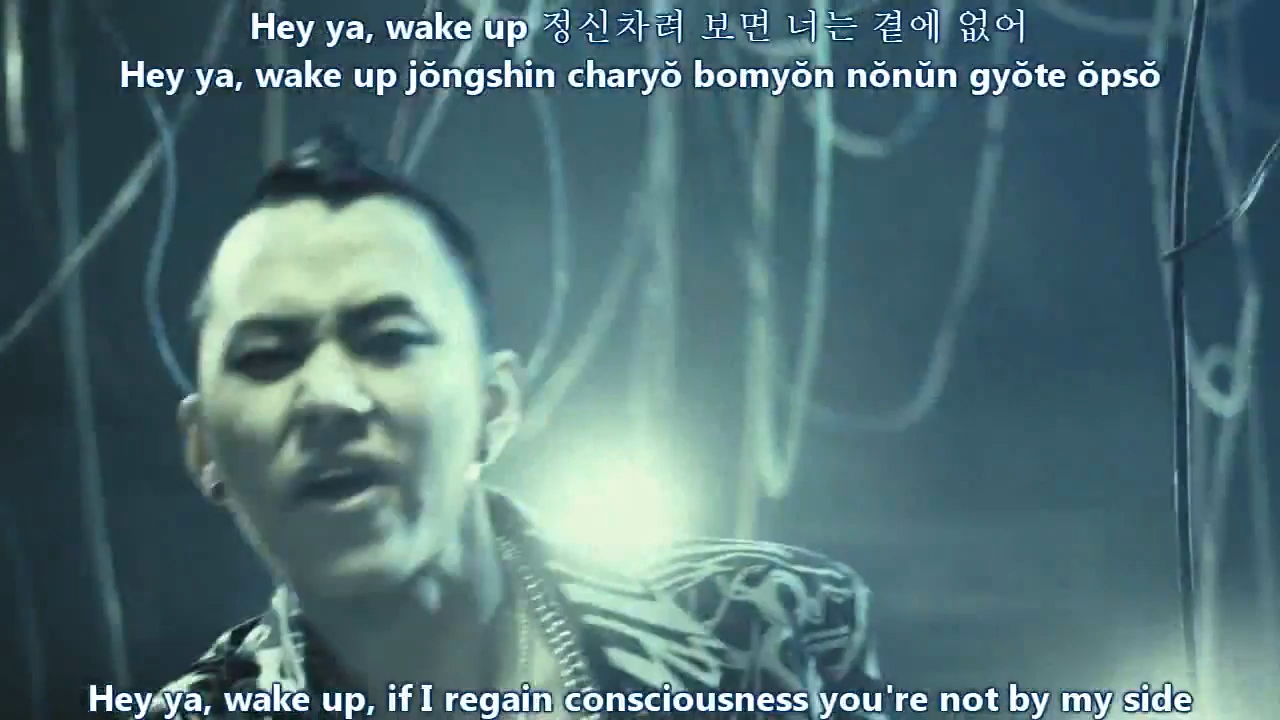 Hey ya, wake up 정신차려 보면 너는 곁에 없어
Hey ya, wake up jŏngshin charyŏ bomyŏn nŏnŭn gyŏte ŏpsŏ
Hey ya, wake up, if I regain consciousness you're not by my side